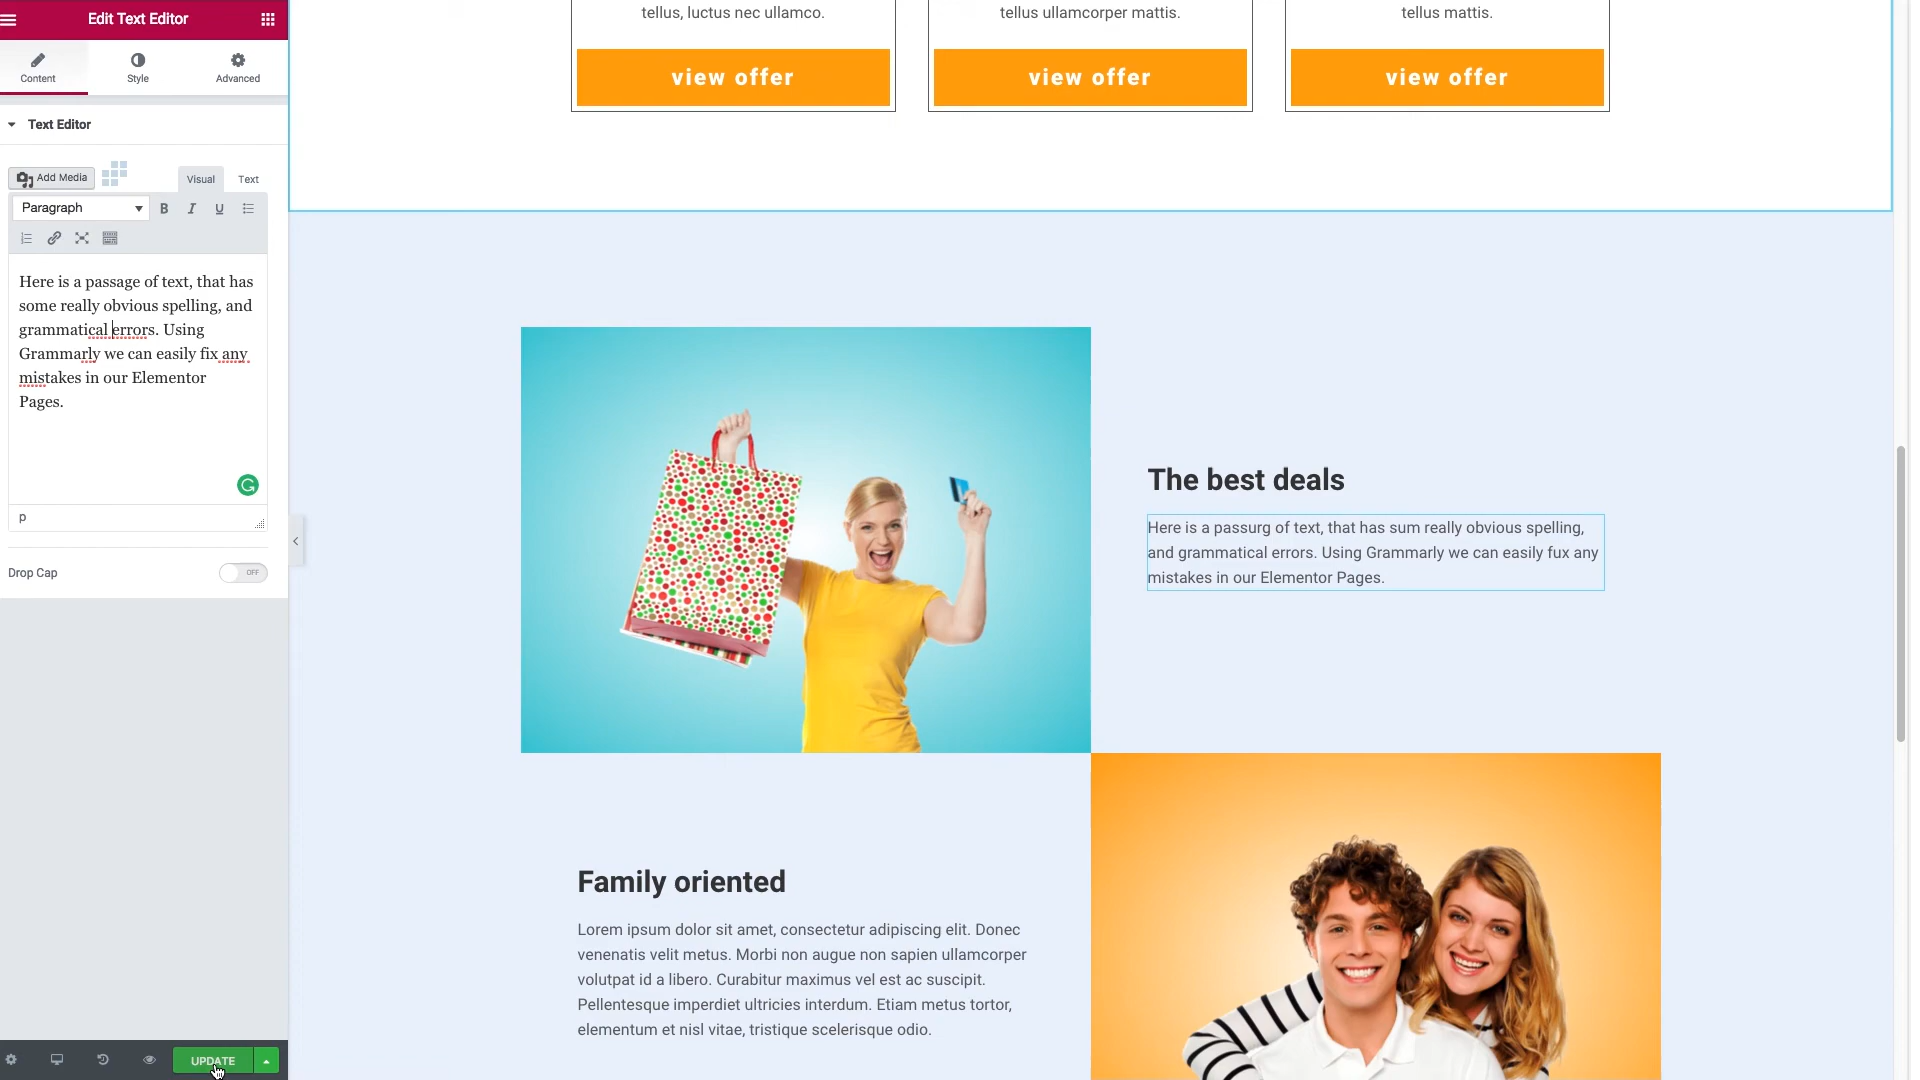 Edit Text Editor
Content
Style
Advanced
Text Editor
Add Media
Visual
Text
Paragraph
B
I
U
Here is a passage of text, that has
some really obvious spelling, and
grammatical errors. Using
Grammarly we can easily fix any
mistakes in our Elementor
Pages.
p
Drop Cap
OFF
UPDATE
tellus, luctus nec ullamco.
tellus ullamcorper mattis.
tellus mattis.
view offer
view offer
view offer
The best deals
Here is a passurg of text, that has sum really obvious spelling,
and grammatical errors. Using Grammarly we can easily fux any
mistakes in our Elementor Pages.
Family oriented
Lorem ipsum dolor sit amet, consectetur adipiscing elit. Donec
venenatis velit metus. Morbi non augue non sapien ullamcorper
volutpat id a libero. Curabitur maximus vel est ac suscipit.
Pellentesque imperdiet ultricies interdum. Etiam metus tortor,
elementum et nisl vitae, tristique scelerisque odio.